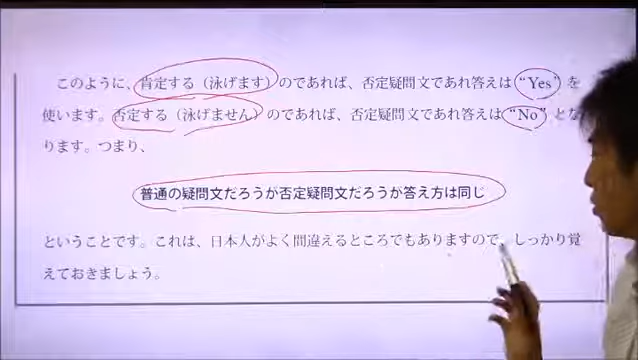 このように、肯定する（泳げます）のであれば、否定疑問文であれ答えは“Yes”を
使います。否定する（泳げません）のであれば、否定疑問文であれ答えは“No”とな
ります。つまり、
普通の疑問文だろうが否定疑問文だろうが答え方は同じ
ということです。これは、日本人がよく間違えるところでもありますので、しっかり覚
えておきましょう。